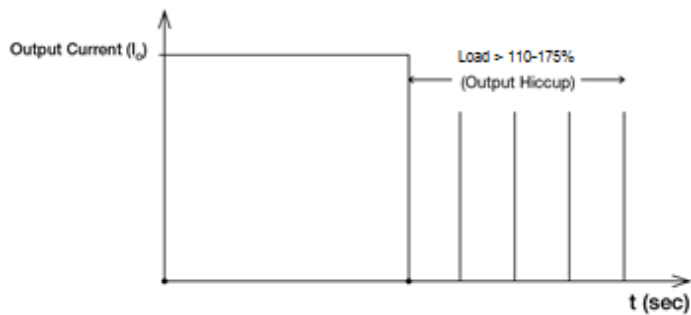 Output Current (Io)
Load > 110-175%
(Output Hiccup)
t (sec)